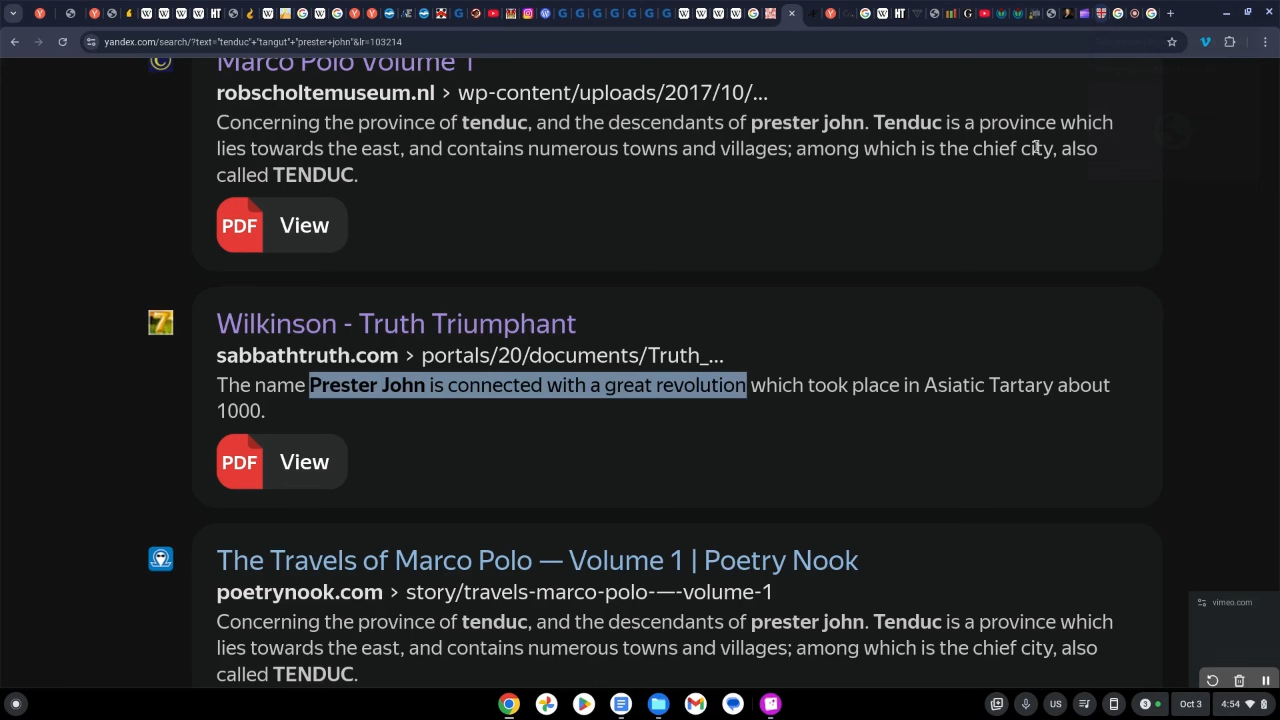 yandex.com/search/?text="tenduc"+"tangut"+"prester+john"&lr=103214
Marco Polo Volume 1
robscholtemuseum.nl › wp-content/uploads/2017/10/...
Concerning the province of tenduc, and the descendants of prester john. Tenduc is a province which
lies towards the east, and contains numerous towns and villages; among which is the chief city, also
called TENDUC.
PDF View
Wilkinson - Truth Triumphant
sabbathtruth.com › portals/20/documents/Truth_...
The name Prester John is connected with a great revolution which took place in Asiatic Tartary about
1000.
PDF View
The Travels of Marco Polo — Volume 1 | Poetry Nook
poetrynook.com › story/travels-marco-polo-—-volume-1
Concerning the province of tenduc, and the descendants of prester john. Tenduc is a province which
lies towards the east, and contains numerous towns and villages; among which is the chief city, also
called TENDUC.
vimeo.com
US
3
Oct 3
4:54